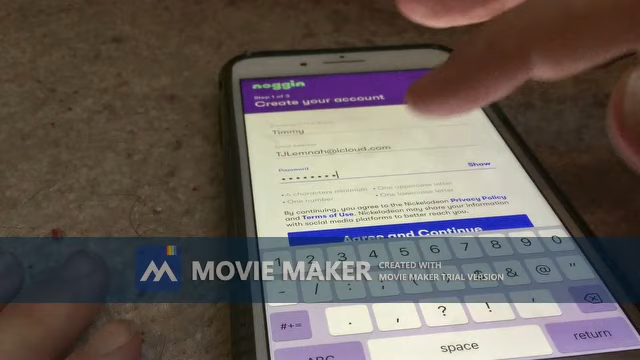 noggin
Step 1 of 3
Create your account
Timmy
TJLemnah@icloud.com
Password
••••••••
Show
• 6 characters minimum • One uppercase letter
• One number • One lowercase letter
By continuing, you agree to the Nickelodeon Privacy Policy
and Terms of Use. Nickelodeon may share your information
with social media platforms to better reach you.
Agree and Continue
1 2 3 4 5 6 7 8 9 0
- / : ; & @ "
MOVIE MAKER
CREATED WITH
MOVIE MAKER TRIAL VERSION
#+= . , ? !
ABC space return